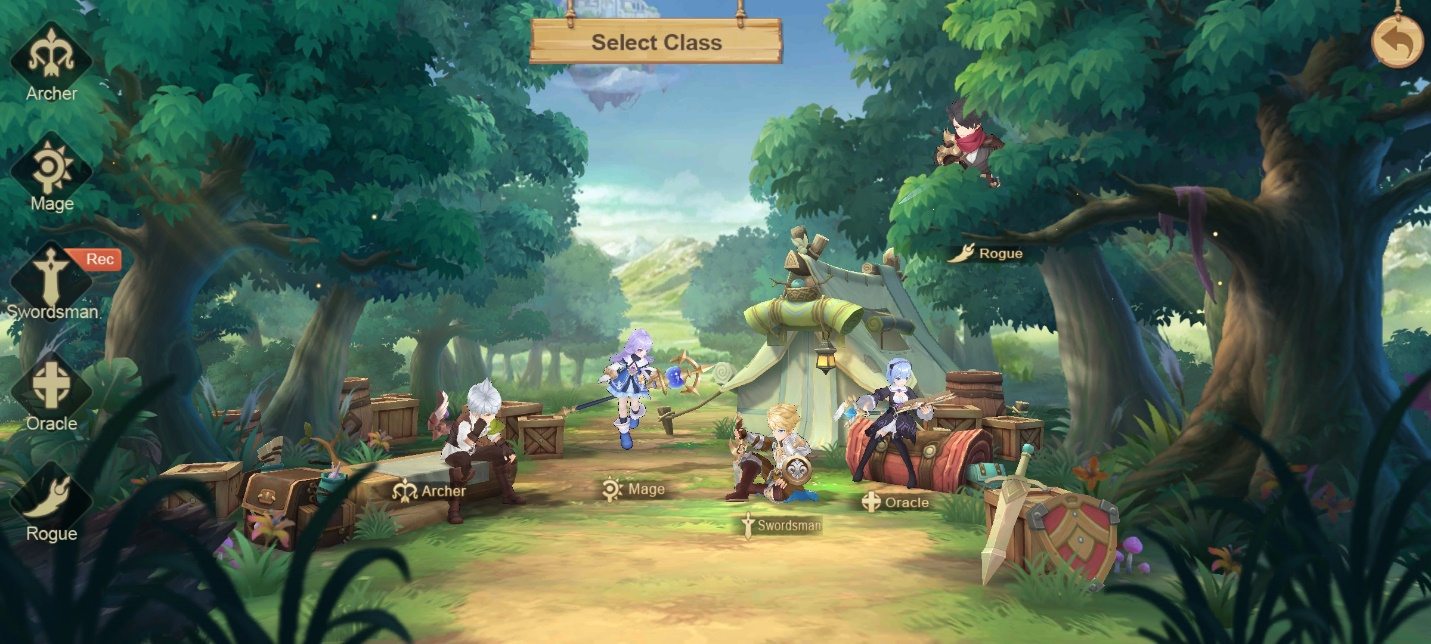 Select Class
Archer
Mage
Rec
Swordsman
Oracle
Rogue
Rogue
Archer
Mage
Swordsman
Oracle